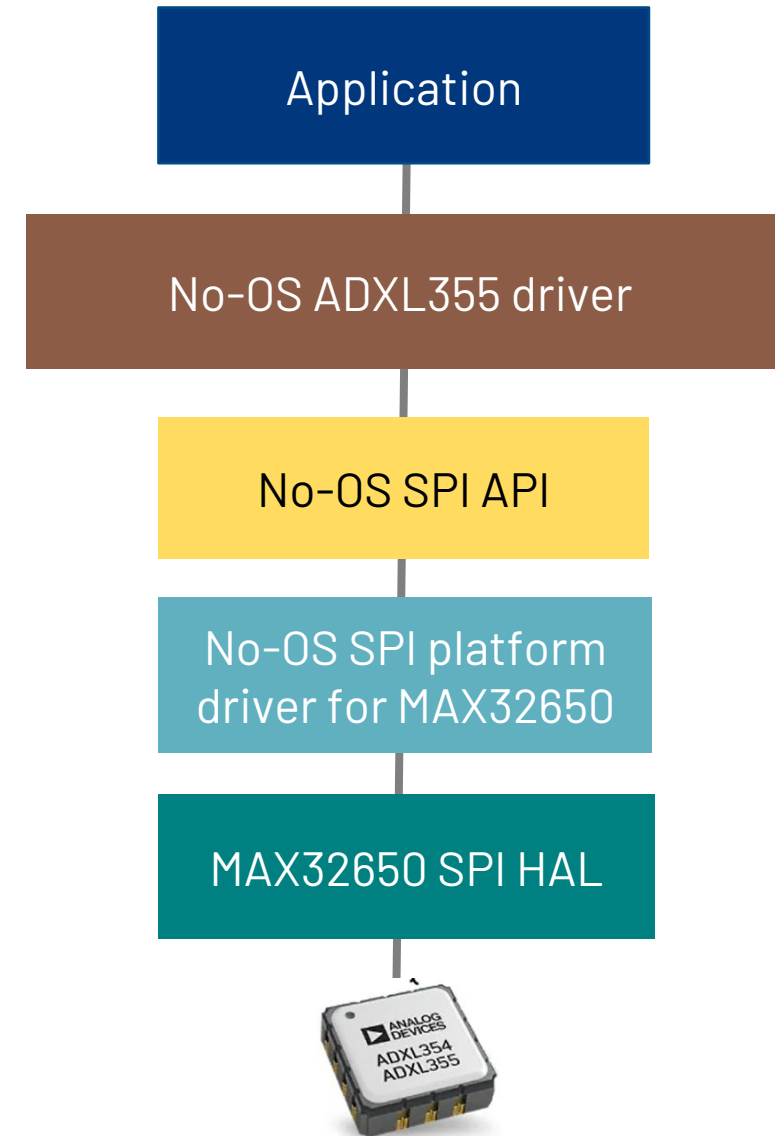 Application
No-OS ADXL355 driver
No-OS SPI API
No-OS SPI platform
driver for MAX32650
MAX32650 SPI HAL
ANALOG
DEVICES
ADXL354
ADXL355